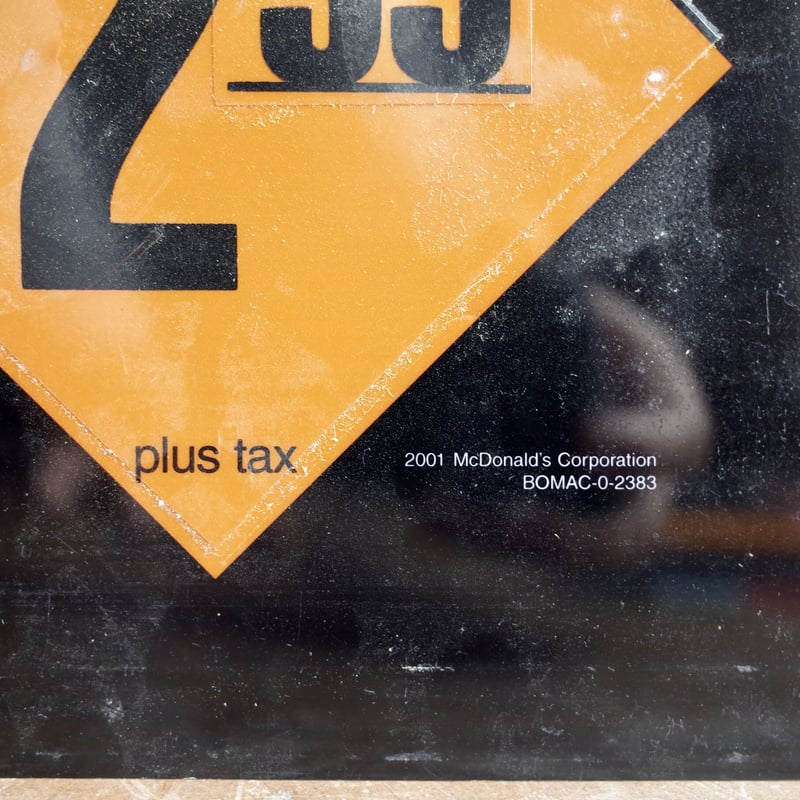 2
plus tax
2001 McDonald's Corporation
BOMAC-0-2383